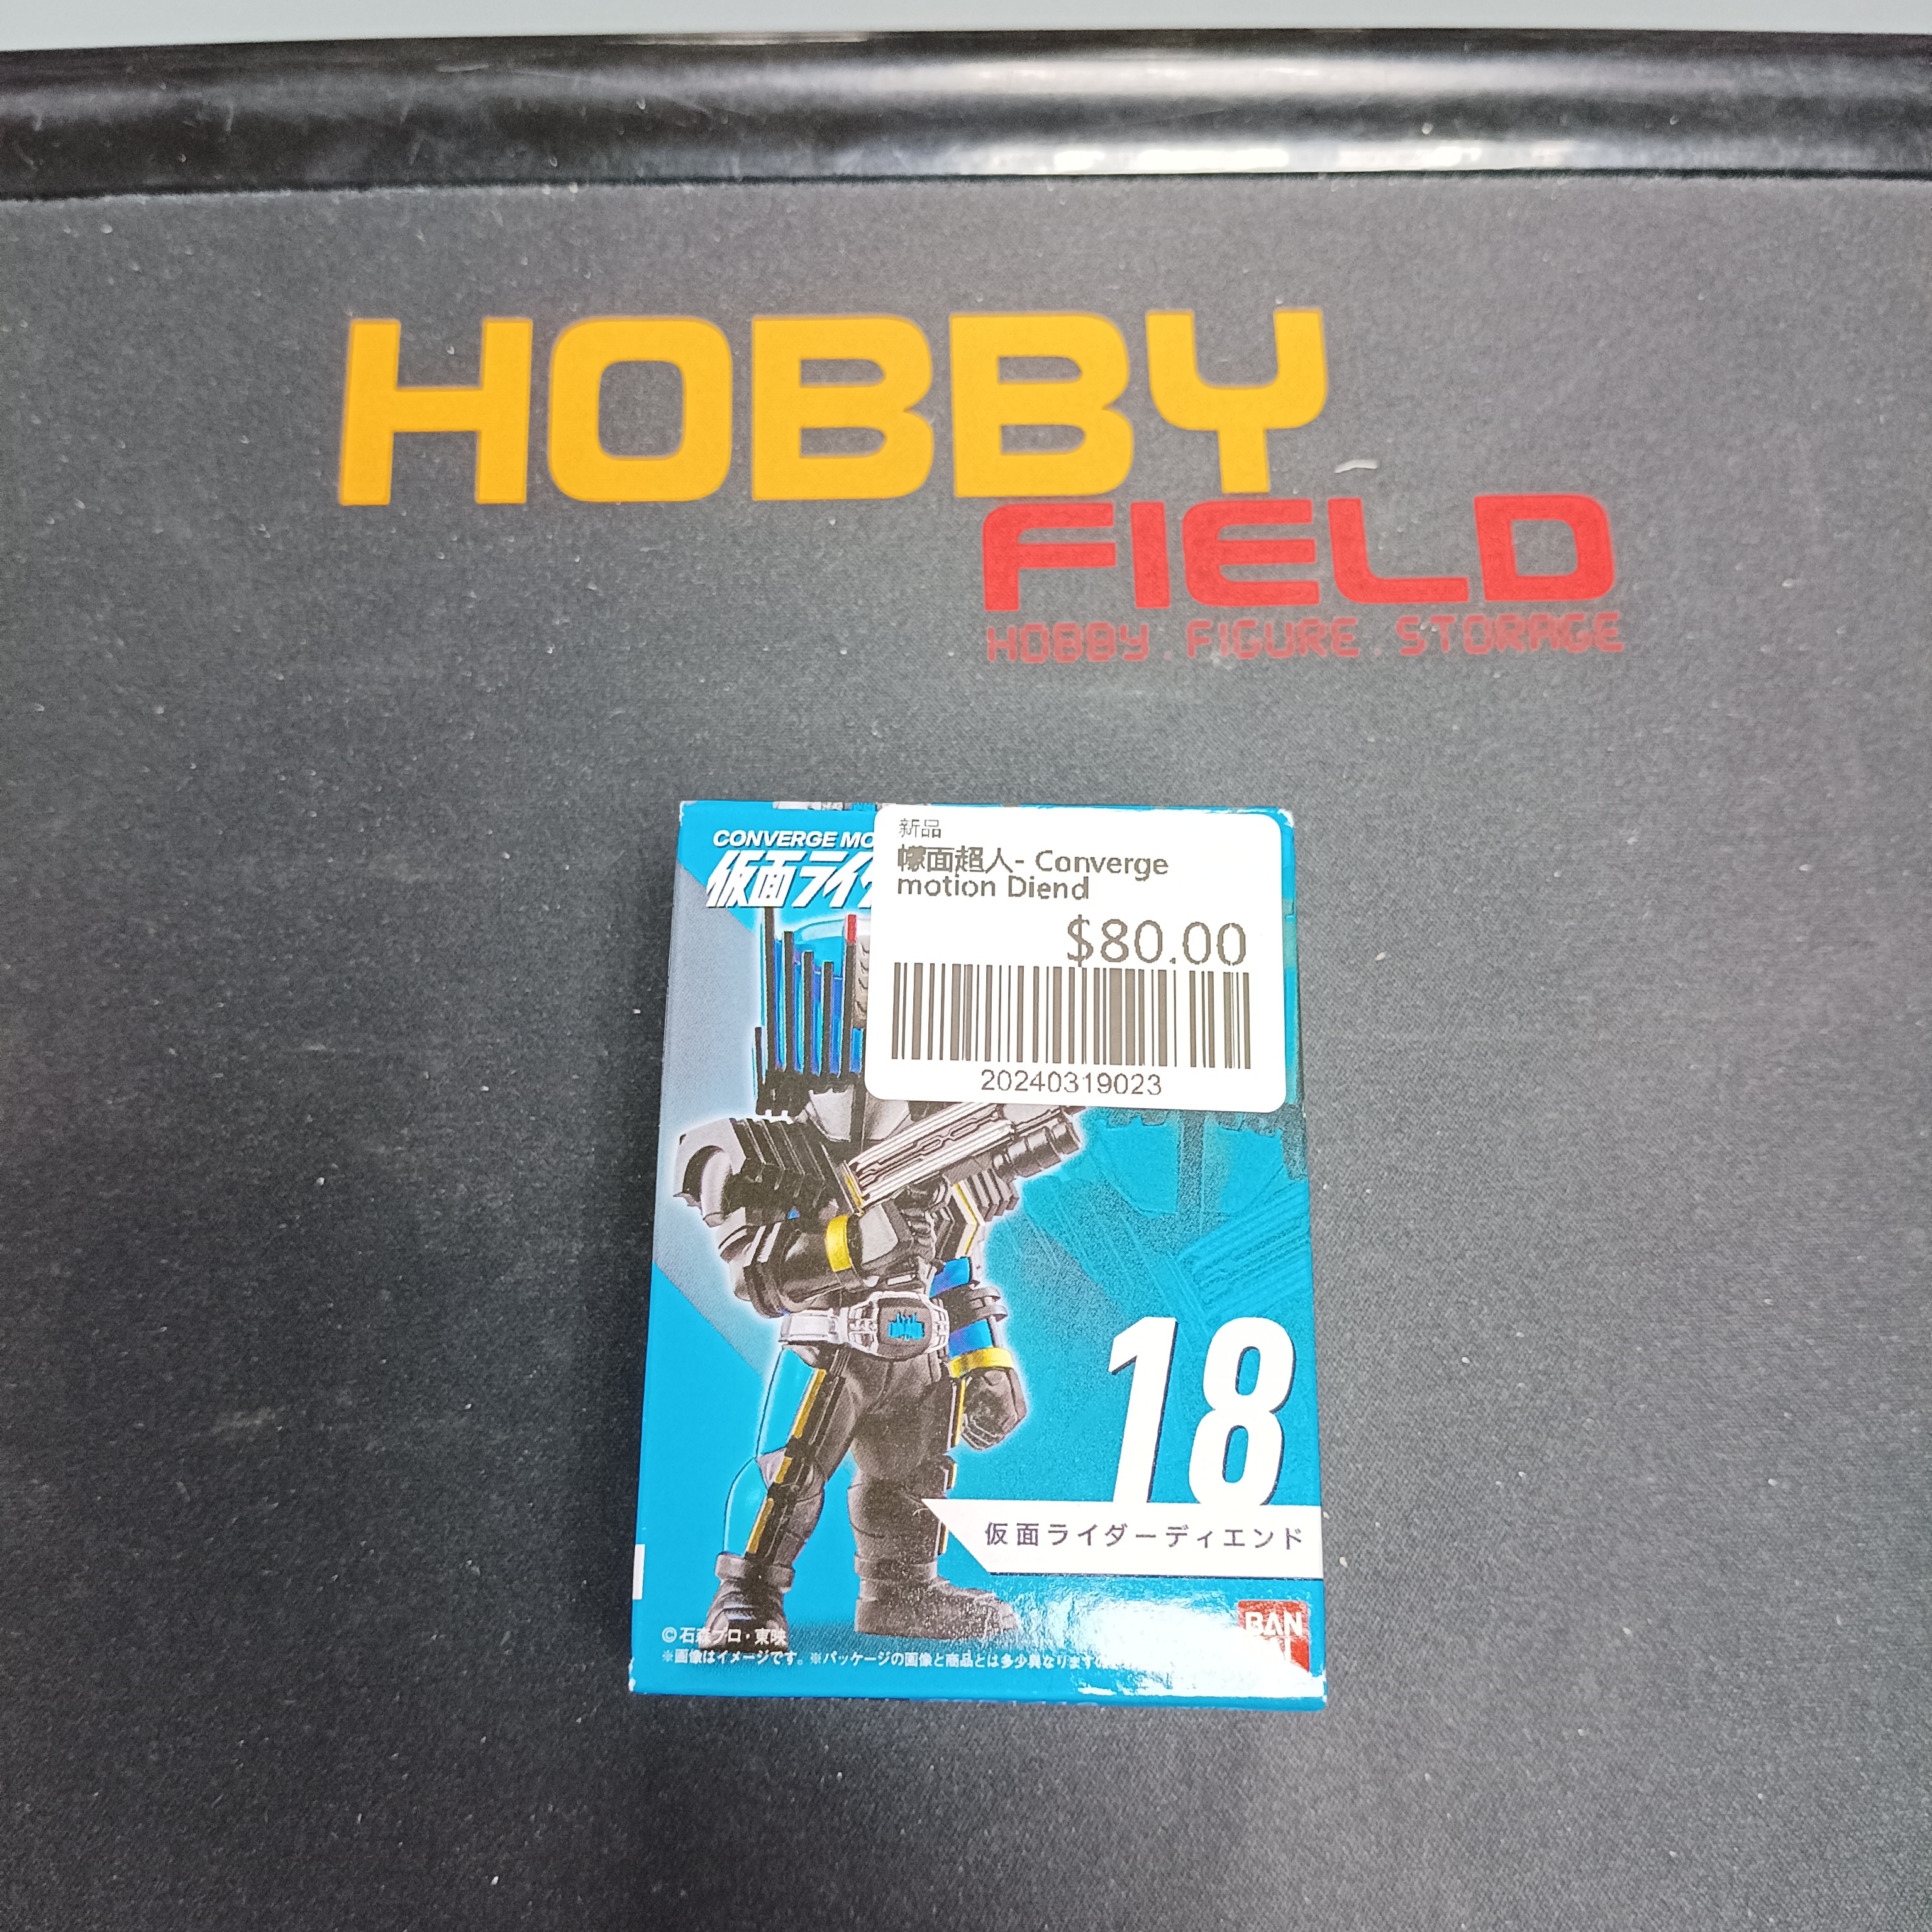 HOBBY
FIELD
HOBBY . FIGURE . STORAGE
CONVERGE MO
仮面ライ
新品
幪面超人- Converge
motion Diend
$80.00
20240319023
18
仮面ライダーディエンド
BAN
AI
©石森プロ・東映
※画像はイメージです。※パッケージの画像と商品とは多少異なります